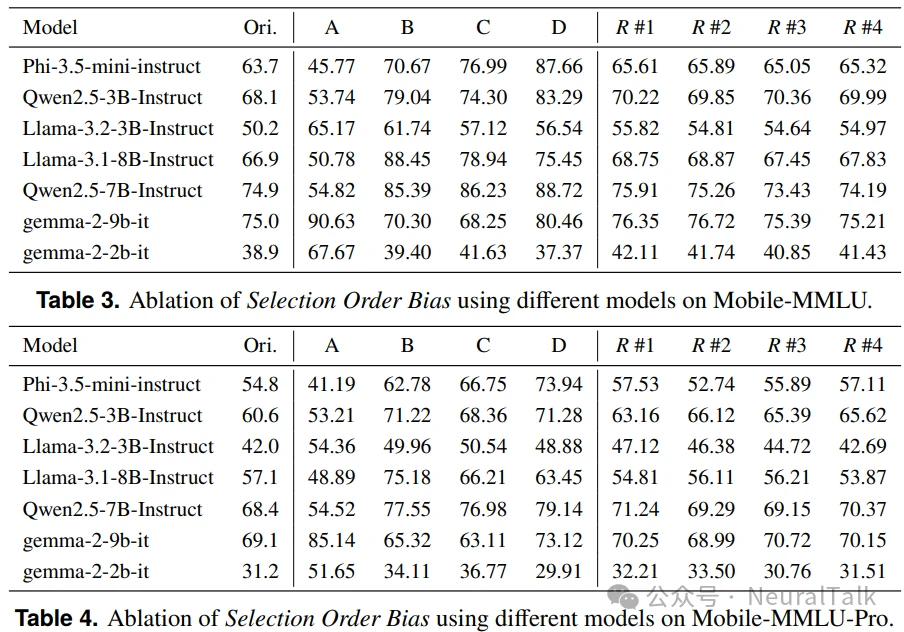 Model Ori. A B C D R #1 R #2 R #3 R #4
Phi-3.5-mini-instruct 63.7 45.77 70.67 76.99 87.66 65.61 65.89 65.05 65.32
Qwen2.5-3B-Instruct 68.1 53.74 79.04 74.30 83.29 70.22 69.85 70.36 69.99
Llama-3.2-3B-Instruct 50.2 65.17 61.74 57.12 56.54 55.82 54.81 54.64 54.97
Llama-3.1-8B-Instruct 66.9 50.78 88.45 78.94 75.45 68.75 68.87 67.45 67.83
Qwen2.5-7B-Instruct 74.9 54.82 85.39 86.23 88.72 75.91 75.26 73.43 74.19
gemma-2-9b-it 75.0 90.63 70.30 68.25 80.46 76.35 76.72 75.39 75.21
gemma-2-2b-it 38.9 67.67 39.40 41.63 37.37 42.11 41.74 40.85 41.43
Table 3. Ablation of Selection Order Bias using different models on Mobile-MMLU.
Model Ori. A B C D R #1 R #2 R #3 R #4
Phi-3.5-mini-instruct 54.8 41.19 62.78 66.75 73.94 57.53 52.74 55.89 57.11
Qwen2.5-3B-Instruct 60.6 53.21 71.22 68.36 71.28 63.16 66.12 65.39 65.62
Llama-3.2-3B-Instruct 42.0 54.36 49.96 50.54 48.88 47.12 46.38 44.72 42.69
Llama-3.1-8B-Instruct 57.1 48.89 75.18 66.21 63.45 54.81 56.11 56.21 53.87
Qwen2.5-7B-Instruct 68.4 54.52 77.55 76.98 79.14 71.24 69.29 69.15 70.37
gemma-2-9b-it 69.1 85.14 65.32 63.11 73.12 70.25 68.99 70.72 70.15
gemma-2-2b-it 31.2 51.65 34.11 36.77 29.91 32.21 33.50 30.76 31.51
公众号 · NeuralTalk
Table 4. Ablation of Selection Order Bias using different models on Mobile-MMLU-Pro.